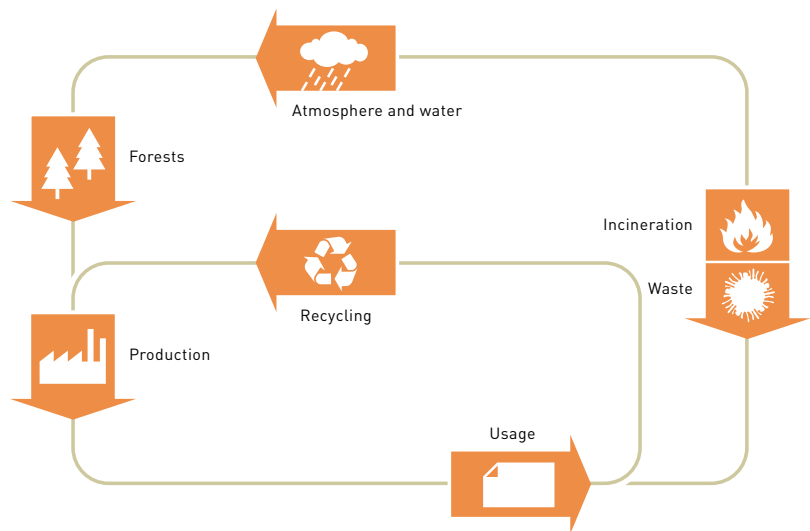 Atmosphere and water
Forests
Incineration
Waste
Recycling
Production
Usage